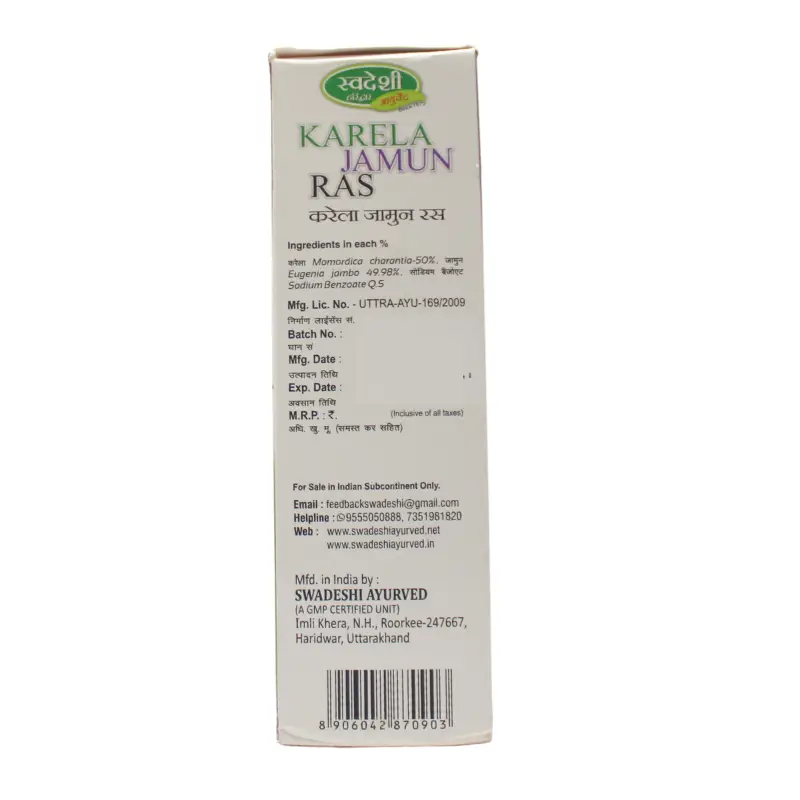 स्वदेशी
हरिद्वार
आयुर्वेद
KARELA
JAMUN
RAS
करेला जामुन रस
Ingredients in each %
करेला Momordica charantia-50%, जामुन
Eugenia jambo 49.98%, सोडियम बैंजोएट
Sodium Benzoate Q.S
Mfg. Lic. No. - UTTRA-AYU-169/2009
निर्माण लाईसेंस सं.
Batch No. :
घान सं
Mfg. Date :
उत्पादन तिथि
Exp. Date :
अवसान तिथि
M.R.P. : ₹. (Inclusive of all taxes)
अधि. खु. मू. (समस्त कर सहित)
For Sale in Indian Subcontinent Only.
Email : feedbackswadeshi@gmail.com
Helpline : 9555050888, 7351981820
Web : www.swadeshiayurved.net
www.swadeshiayurved.in
Mfd. in India by :
SWADESHI AYURVED
(A GMP CERTIFIED UNIT)
Imli Khera, N.H., Roorkee-247667,
Haridwar, Uttarakhand
8 906042 870903